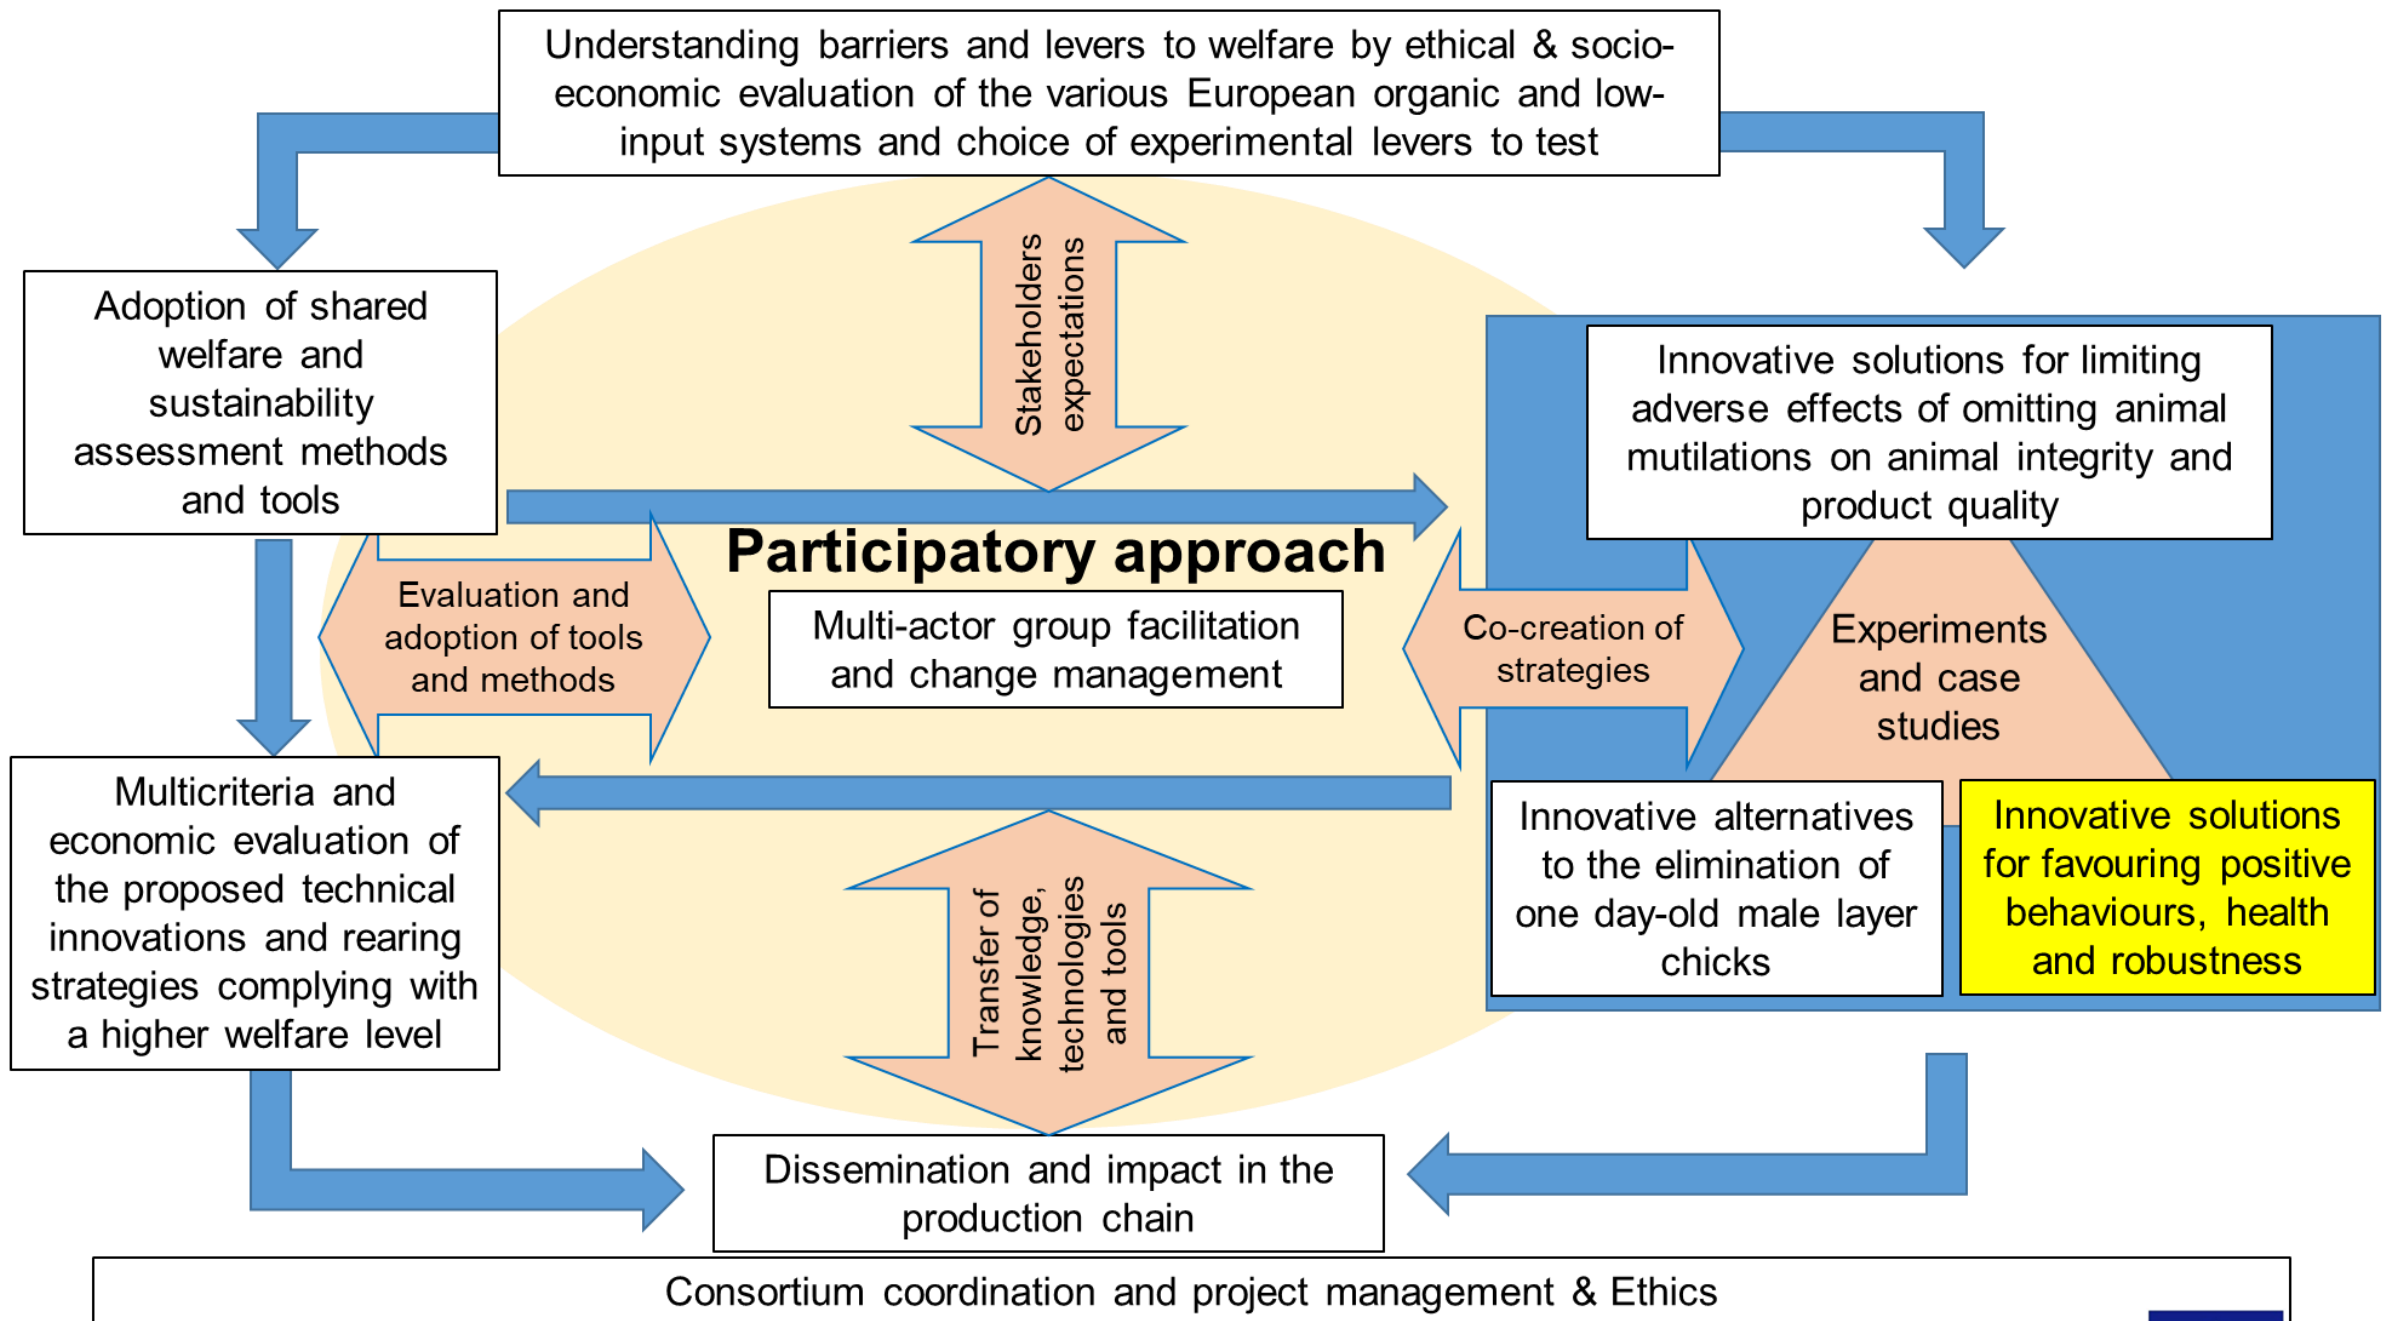 Understanding barriers and levers to welfare by ethical & socio-
economic evaluation of the various European organic and low-
input systems and choice of experimental levers to test
Adoption of shared
welfare and
sustainability
assessment methods
and tools
Stakeholders
expectations
Innovative solutions for limiting
adverse effects of omitting animal
mutilations on animal integrity and
product quality
Participatory approach
Evaluation and
adoption of tools
and methods
Multi-actor group facilitation
and change management
Co-creation of
strategies
Experiments
and case
studies
Multicriteria and
economic evaluation of
the proposed technical
innovations and rearing
strategies complying with
a higher welfare level
Transfer of
knowledge,
technologies
and tools
Innovative alternatives
to the elimination of
one day-old male layer
chicks
Innovative solutions
for favouring positive
behaviours, health
and robustness
Dissemination and impact in the
production chain
Consortium coordination and project management & Ethics